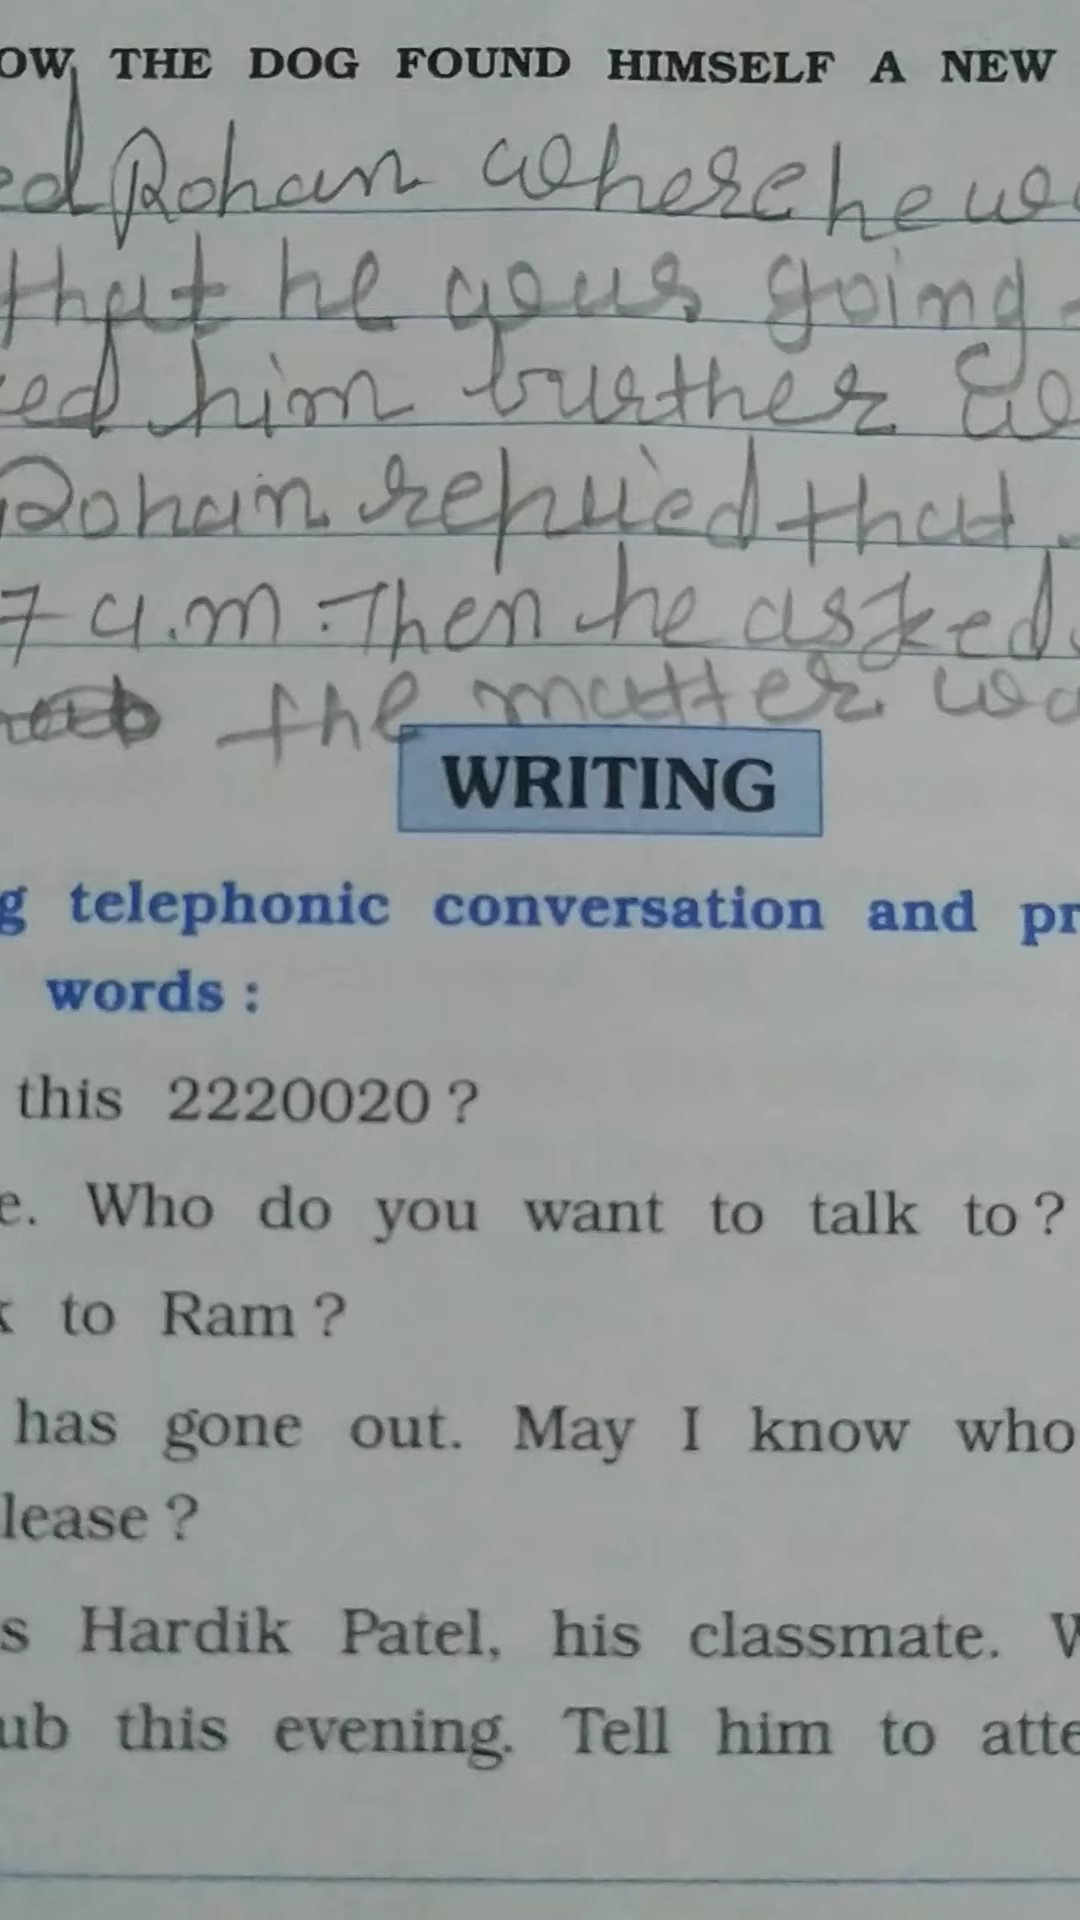 OW THE DOG FOUND HIMSELF A NEW
ed Rohan where he wa
that he was going
ked him further
Rohan replied that
7 a.m. Then he asked
the matter wa
WRITING
g telephonic conversation and pr
words :
this 2220020 ?
e. Who do you want to talk to ?
k to Ram ?
has gone out. May I know who
lease ?
s Hardik Patel, his classmate. W
ub this evening. Tell him to atte